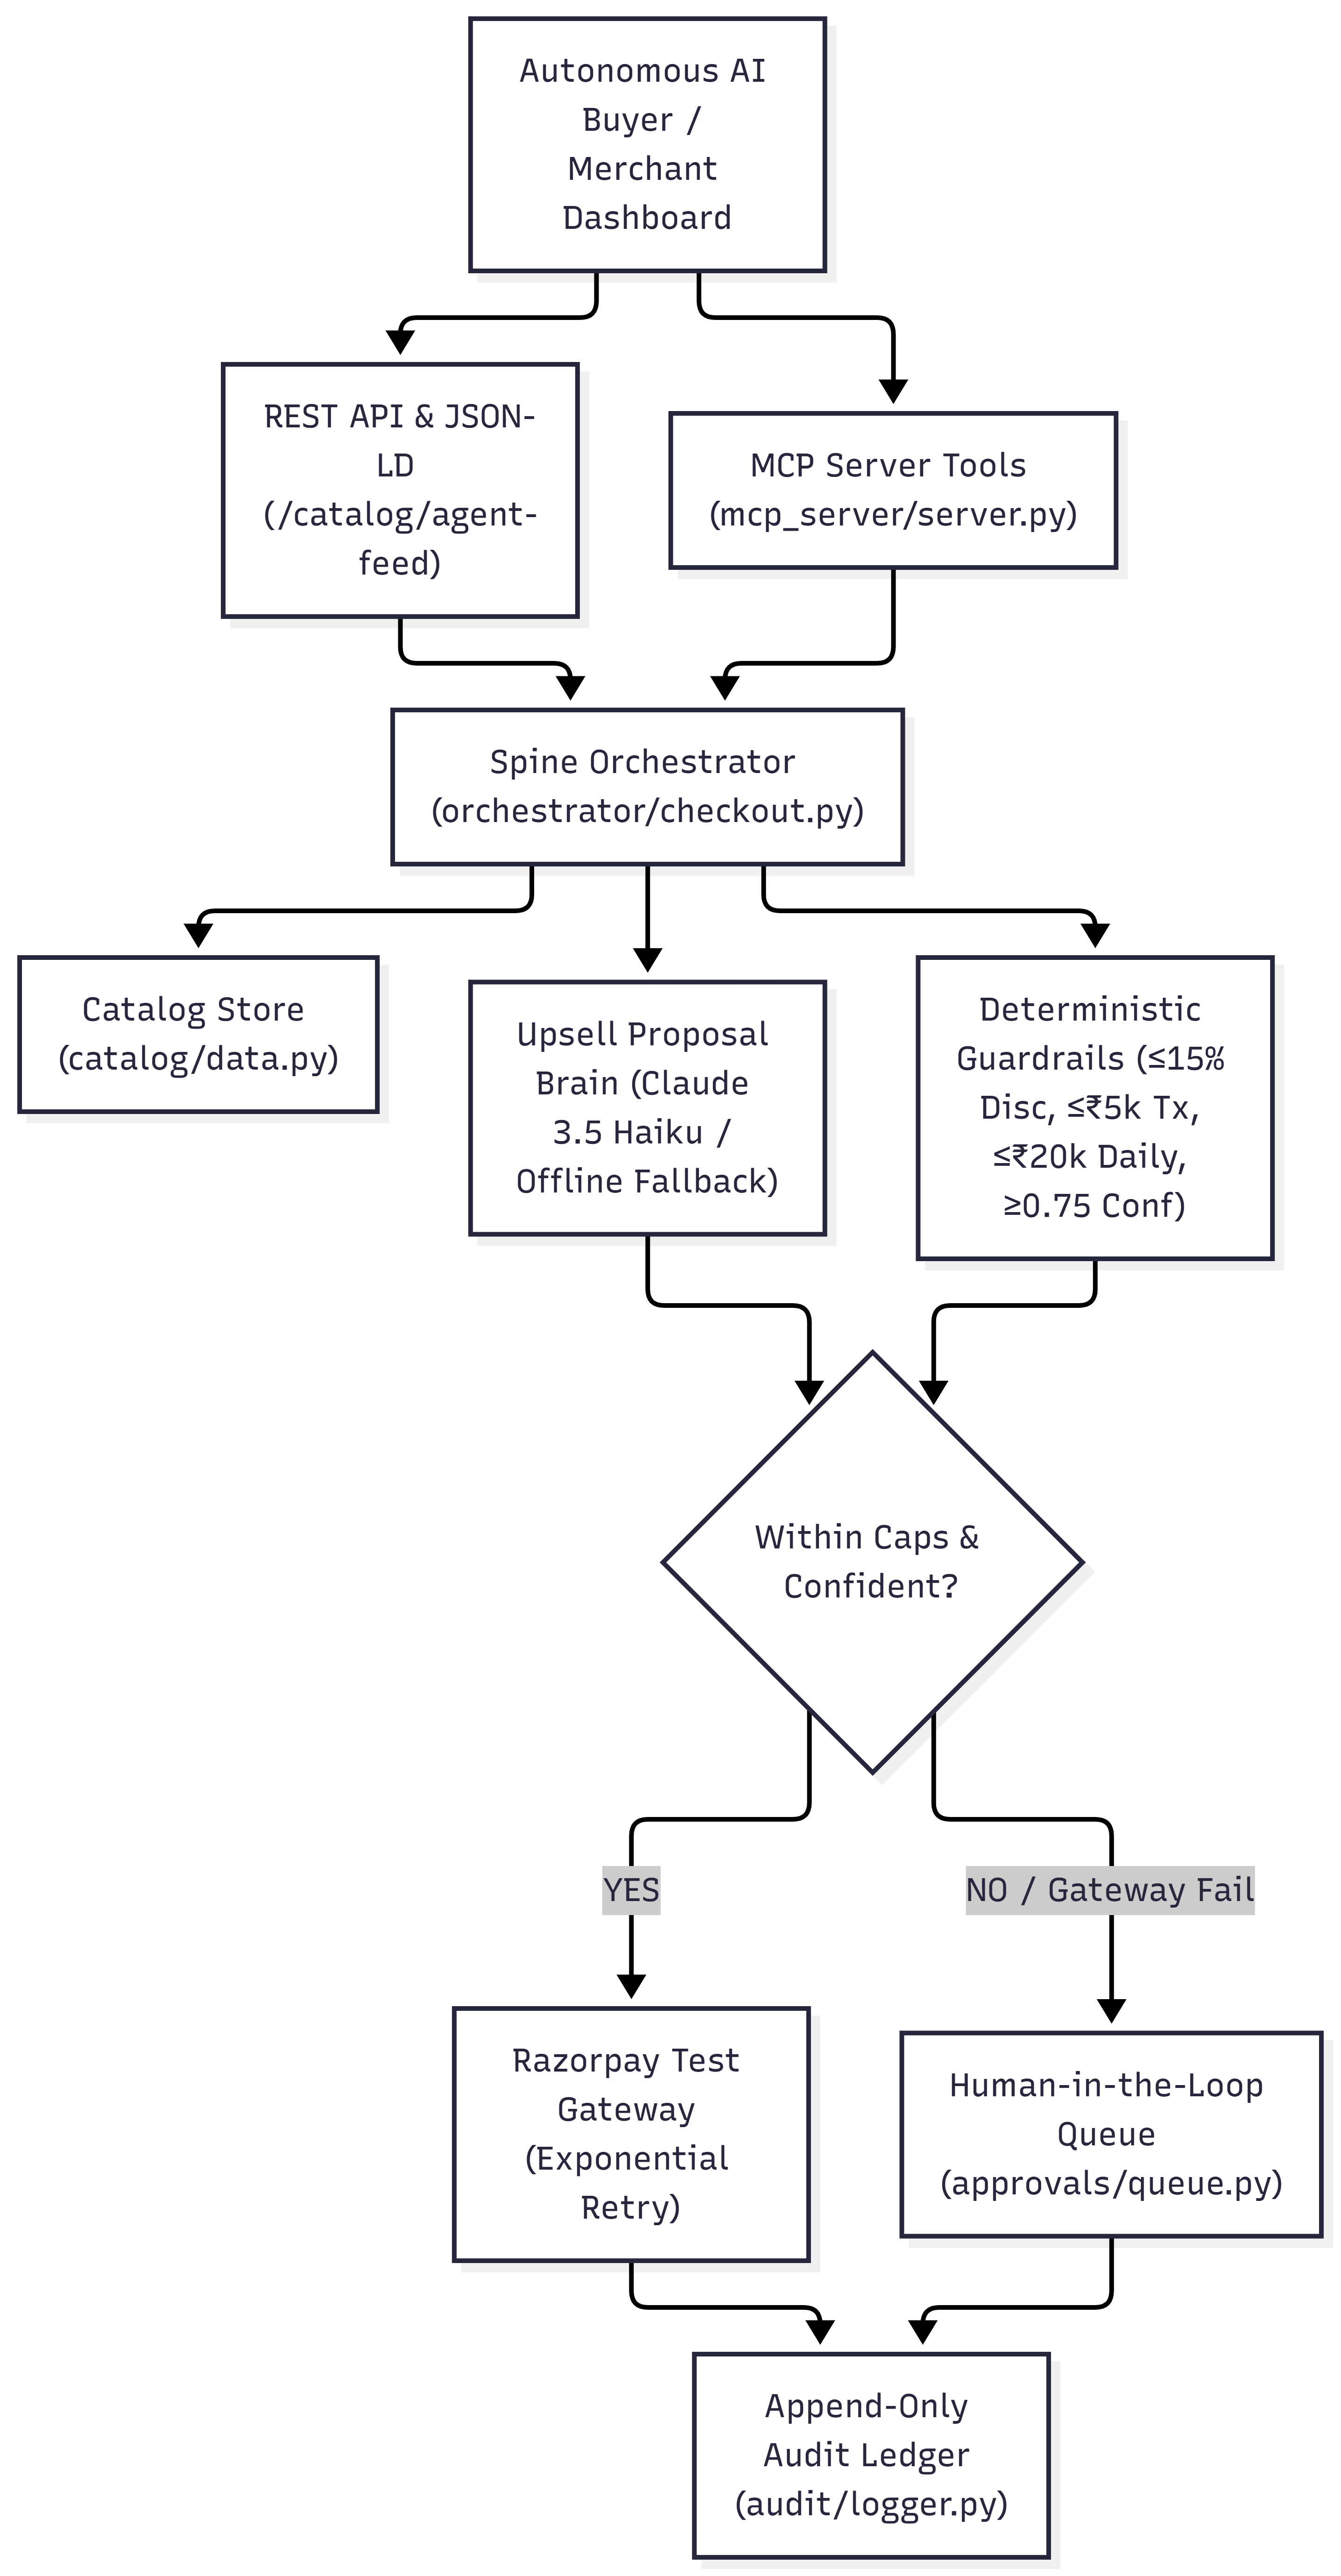 Autonomous AI
Buyer /
Merchant
Dashboard
REST API & JSON-
LD
(/catalog/agent-
feed)
MCP Server Tools
(mcp_server/server.py)
Spine Orchestrator
(orchestrator/checkout.py)
Catalog Store
(catalog/data.py)
Upsell Proposal
Brain (Claude
3.5 Haiku /
Offline Fallback)
Deterministic
Guardrails (≤15%
Disc, ≤₹5k Tx,
≤₹20k Daily,
≥0.75 Conf)
Within Caps &
Confident?
YES
NO / Gateway Fail
Razorpay Test
Gateway
(Exponential
Retry)
Human-in-the-Loop
Queue
(approvals/queue.py)
Append-Only
Audit Ledger
(audit/logger.py)